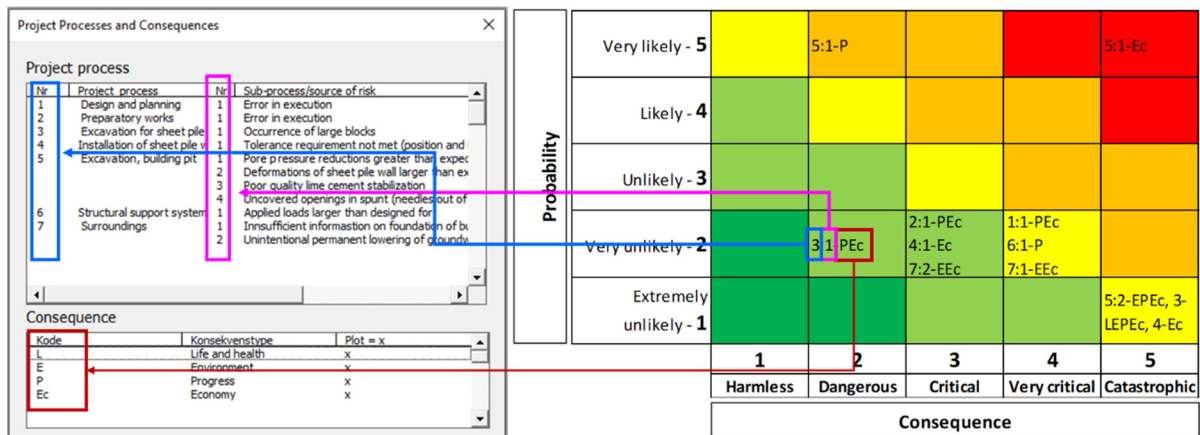 Project Processes and Consequences
Project process
Nr Project process Nr Sub-process/source of risk
1 Design and planning 1 Error in execution
2 Preparatory works 1 Error in execution
3 Excavation for sheet pile 1 Occurrence of large blocks
4 Installation of sheet pile w 1 Tolerance requirement not met (position and
5 Excavation, building pit 1 Pore pressure reductions greater than expec
2 Deformations of sheet pile wall larger than ex
3 Poor quality lime cement stabilization
4 Uncovered openings in spunt (needles out of
6 Structural support system 1 Applied loads larger than designed for
7 Surroundings 1 Innsufficient information on foundation of bu
2 Unintentional permanent lowering of groundw
Consequence
Kode Konsekvenstype Plot = x
L Life and health x
E Environment x
P Progress x
Ec Economy x
Probability
Very likely - 5 5:1-P 5:1-Ec
Likely - 4
Unlikely - 3
Very unlikely - 2 3:1-PEc
2:1-PEc 1:1-PEc
4:1-Ec 6:1-P
7:2-EEc 7:1-EEc
Extremely
unlikely - 1
5:2-EPEc, 3-
LEPEc, 4-Ec
1 2 3 4 5
Harmless Dangerous Critical Very critical Catastrophic
Consequence